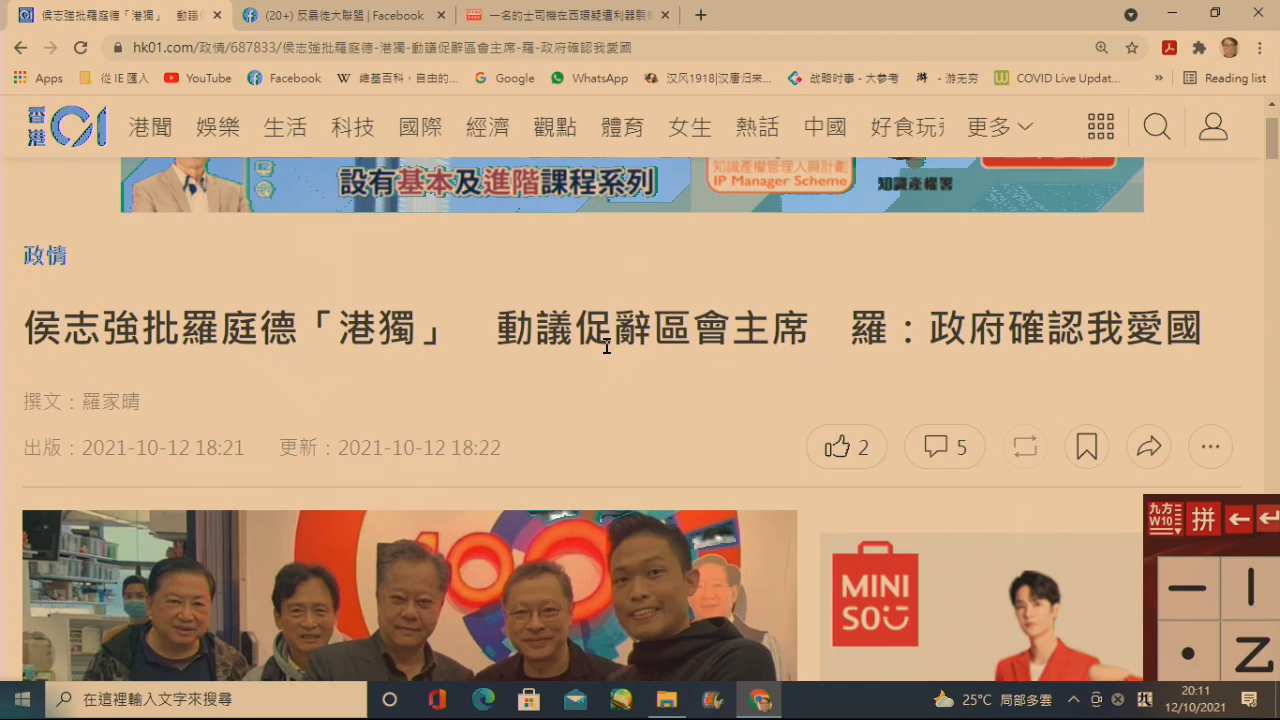 侯志強批羅庭德「港獨」 動議
(20+) 反暴徒大聯盟 | Facebook
一名的士司機在西環疑遭利器襲
hk01.com/政情/687833/侯志強批羅庭德-港獨-動議促辭區會主席-羅-政府確認我愛國
Apps
從 IE 匯入
YouTube
Facebook
維基百科，自由的...
Google
WhatsApp
汉风1918|汉唐归来...
战略时事 - 大参考
- 游无穷
COVID Live Updat...
»
Reading list
香港01
港聞 娛樂 生活 科技 國際 經濟 觀點 體育 女生 熱話 中國 好食玩 更多
設有基本及進階課程系列
知識產權管理人員計劃
IP Manager Scheme
知識產權署
政情
侯志強批羅庭德「港獨」 動議促辭區會主席 羅：政府確認我愛國
撰文：羅家晴
出版：2021-10-12 18:21 更新：2021-10-12 18:22
2
5
九方
W10
拼
MINI
SO
在這裡輸入文字來搜尋
25°C 局部多雲
20:11
12/10/2021